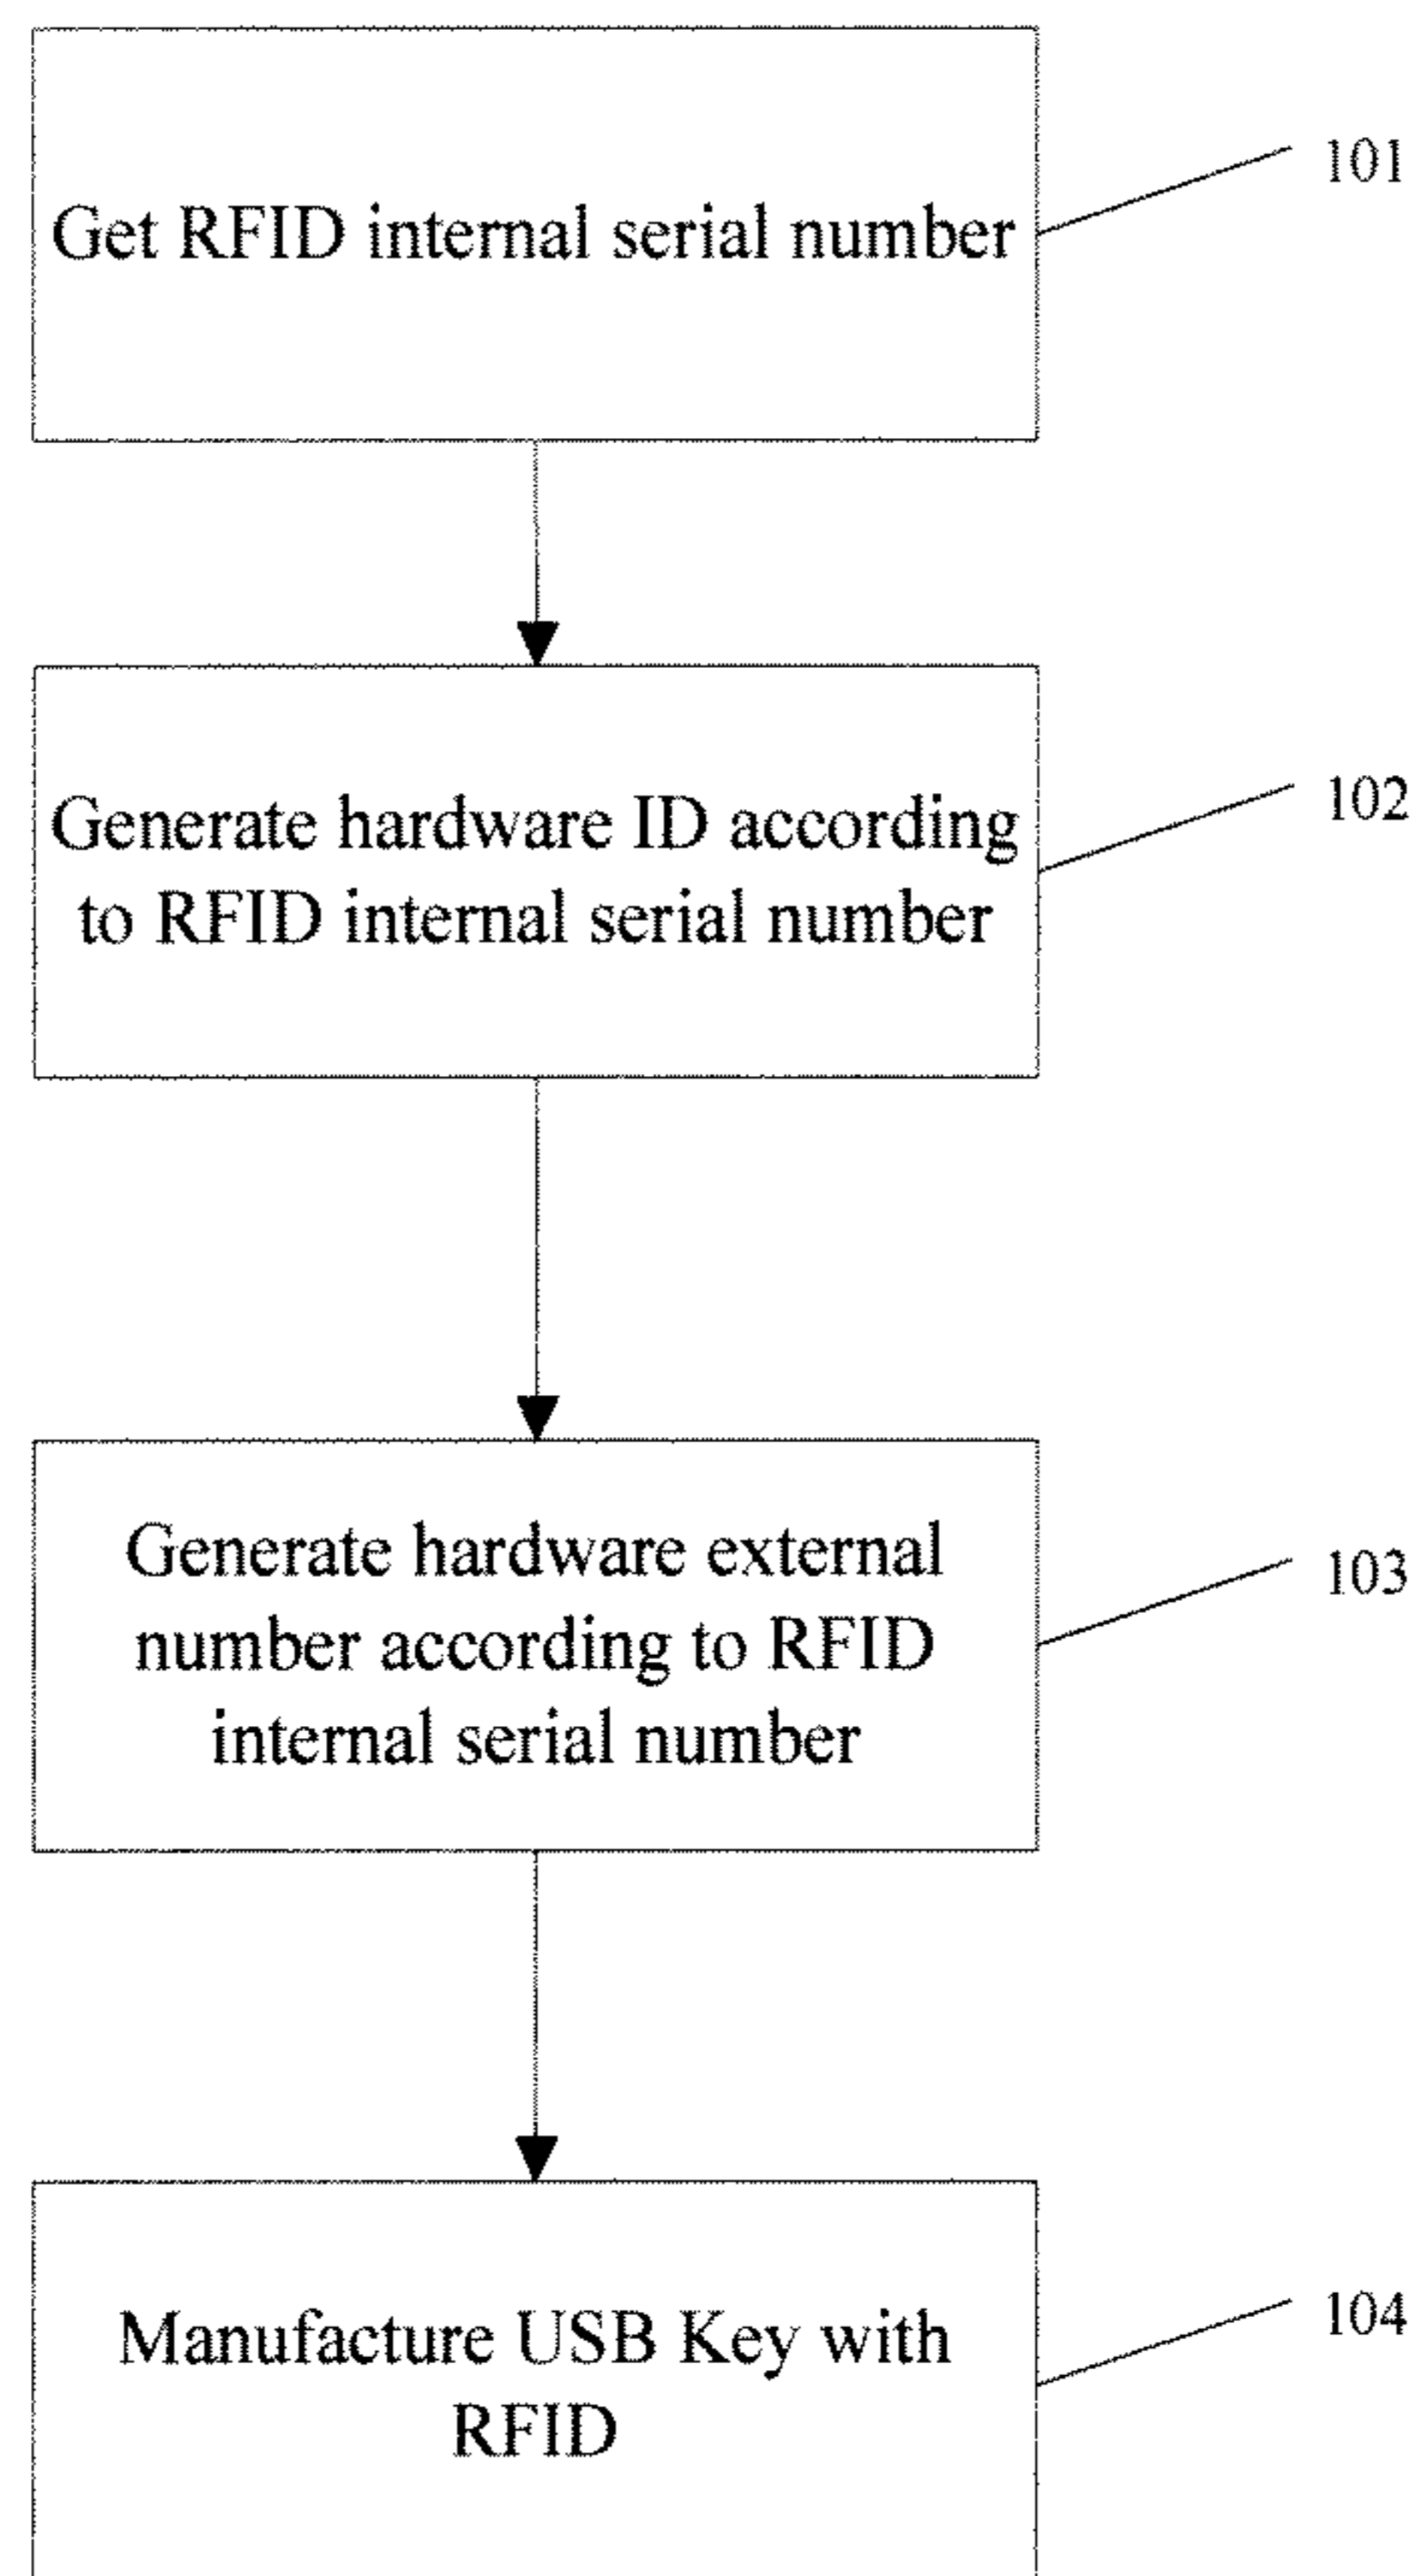 Get RFID internal serial number
101
Generate hardware ID according
to RFID internal serial number
102
Generate hardware external
number according to RFID
internal serial number
103
Manufacture USB Key with
RFID
104